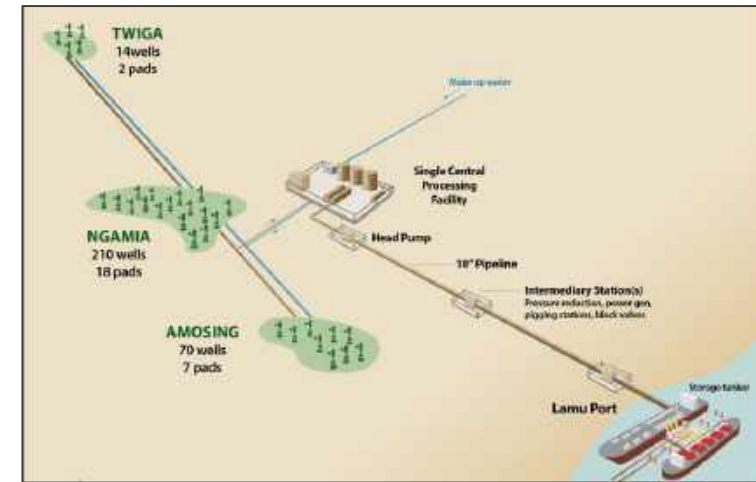 TWIGA
14wells
2 pads
Make up water
Single Central
Processing
Facility
NGAMIA
210 wells
18 pads
Head Pump
18" Pipeline
Intermediary Station(s)
Pressure reduction, power gen,
pigging stations, block valves
AMOSING
70 wells
7 pads
Storage tanker
Lamu Port